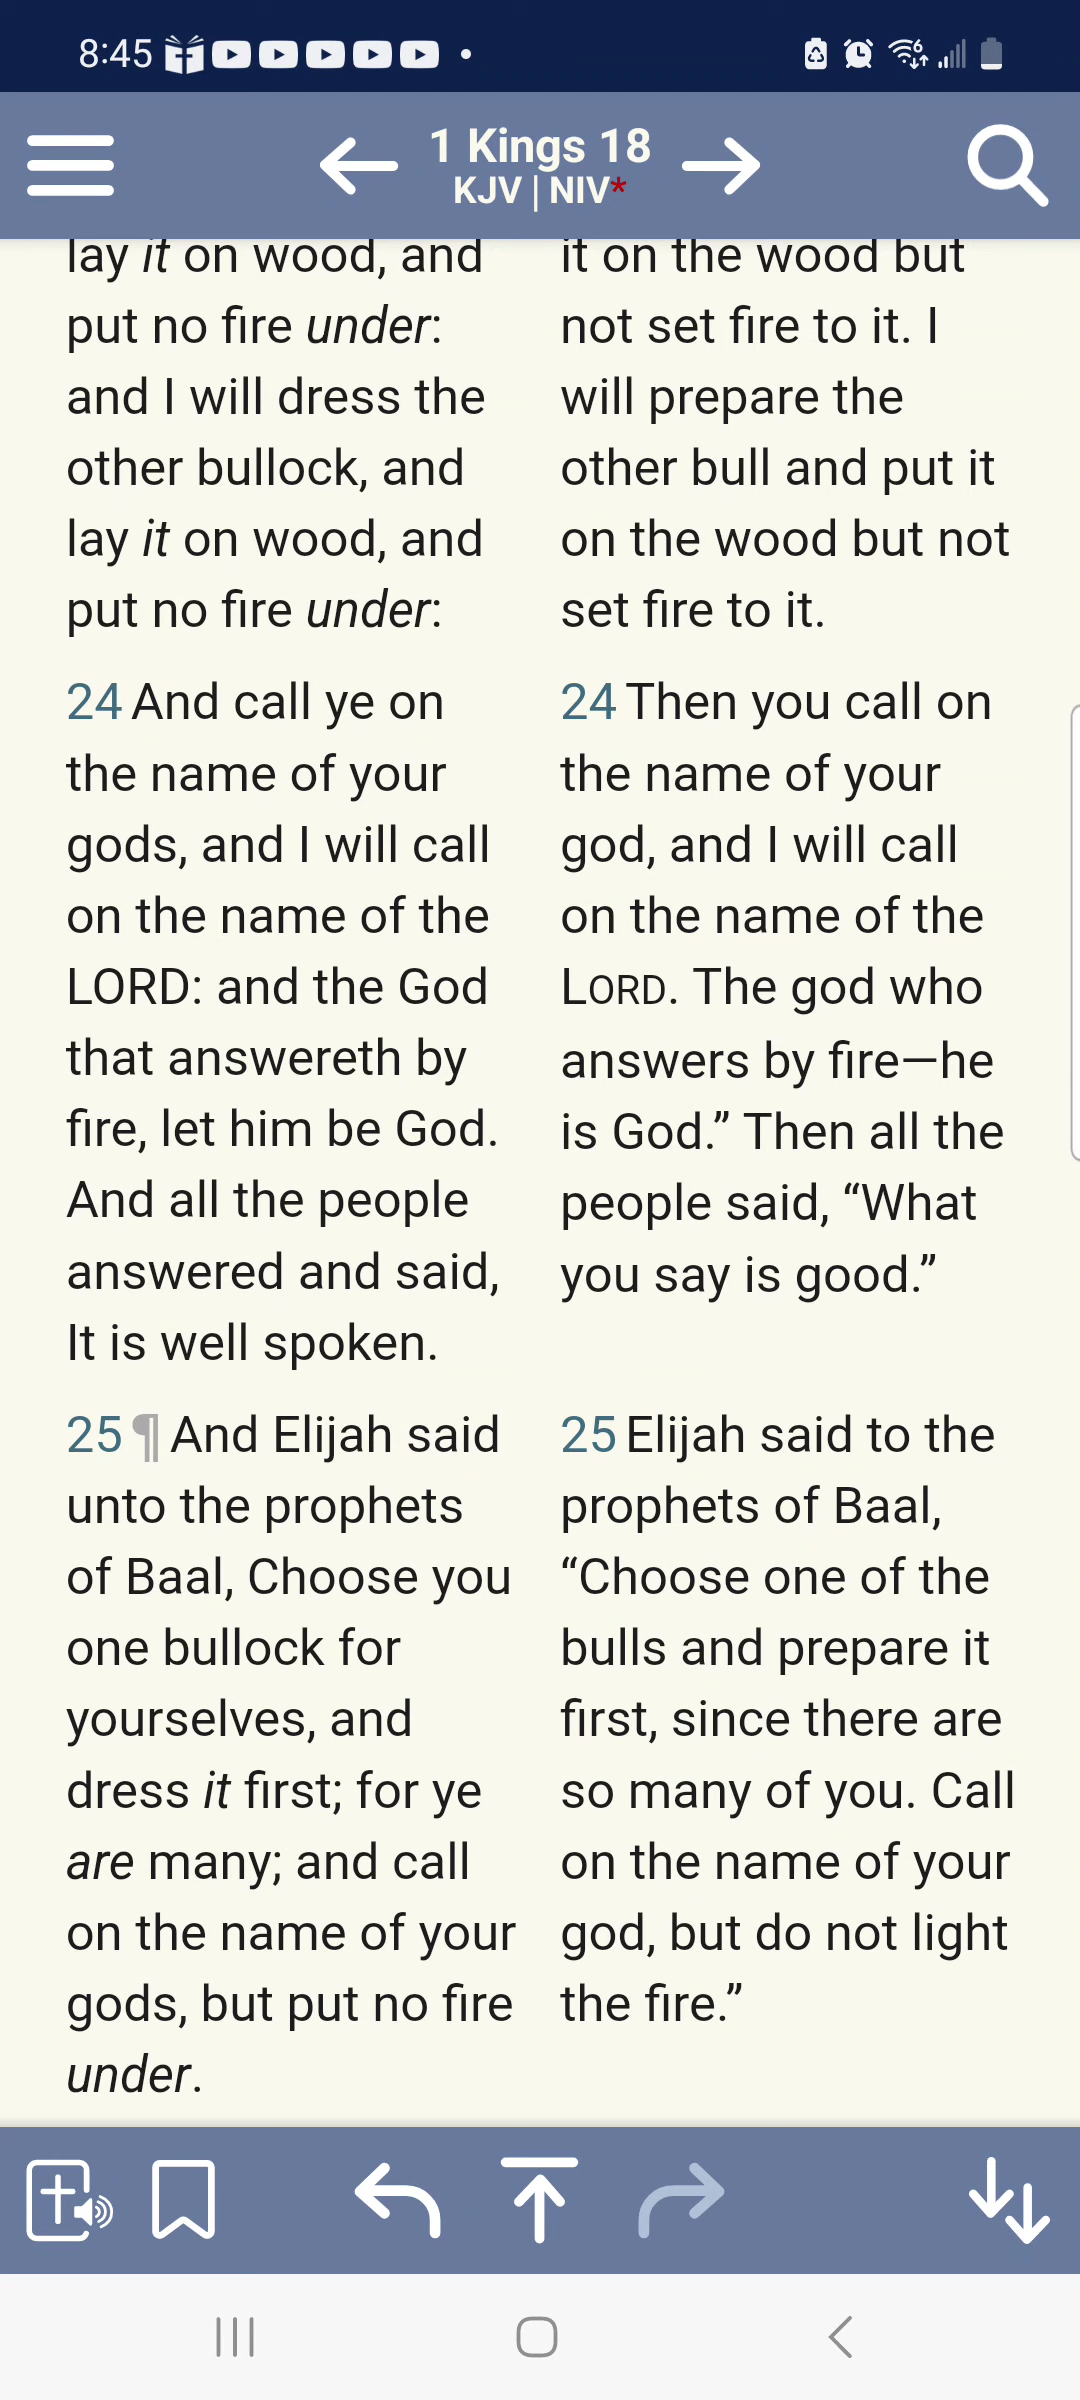 8:45
6
1 Kings 18
KJV | NIV*
lay it on wood, and
put no fire under:
and I will dress the
other bullock, and
lay it on wood, and
put no fire under:
24 And call ye on
the name of your
gods, and I will call
on the name of the
LORD: and the God
that answereth by
fire, let him be God.
And all the people
answered and said,
It is well spoken.
25 ¶ And Elijah said
unto the prophets
of Baal, Choose you
one bullock for
yourselves, and
dress it first; for ye
are many; and call
on the name of your
gods, but put no fire
under.
it on the wood but
not set fire to it. I
will prepare the
other bull and put it
on the wood but not
set fire to it.
24 Then you call on
the name of your
god, and I will call
on the name of the
LORD. The god who
answers by fire—he
is God.” Then all the
people said, “What
you say is good.”
25 Elijah said to the
prophets of Baal,
“Choose one of the
bulls and prepare it
first, since there are
so many of you. Call
on the name of your
god, but do not light
the fire.”